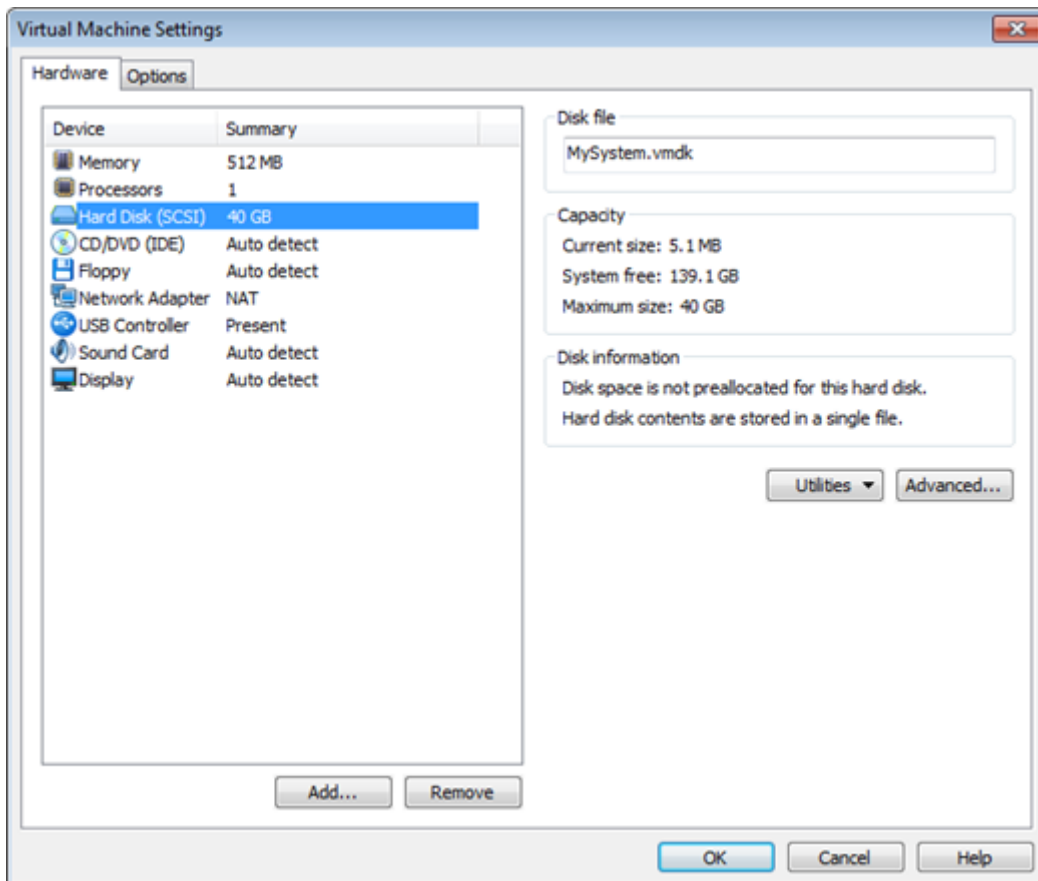 Virtual Machine Settings
Hardware Options
Device Summary
Memory 512 MB
Processors 1
Hard Disk (SCSI) 40 GB
CD/DVD (IDE) Auto detect
Floppy Auto detect
Network Adapter NAT
USB Controller Present
Sound Card Auto detect
Display Auto detect
Add... Remove
Disk file
MySystem.vmdk
Capacity
Current size: 5.1 MB
System free: 139.1 GB
Maximum size: 40 GB
Disk information
Disk space is not preallocated for this hard disk.
Hard disk contents are stored in a single file.
Utilities Advanced...
OK Cancel Help